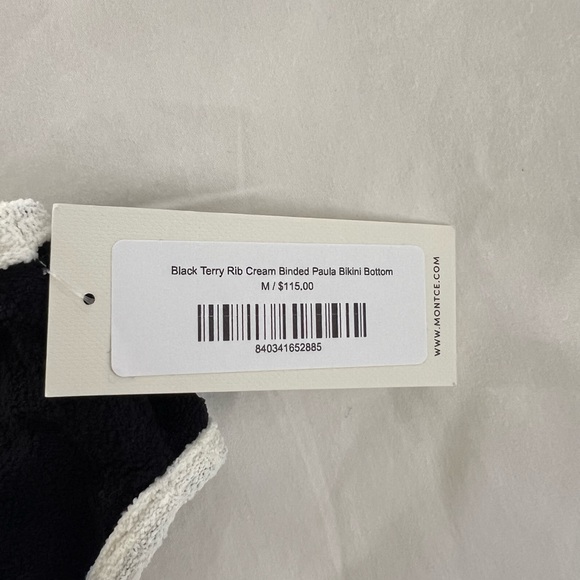 Black Terry Rib Cream Binded Paula Bikini Bottom
M / $115.00
840341652885
WWW.MONTCE.COM